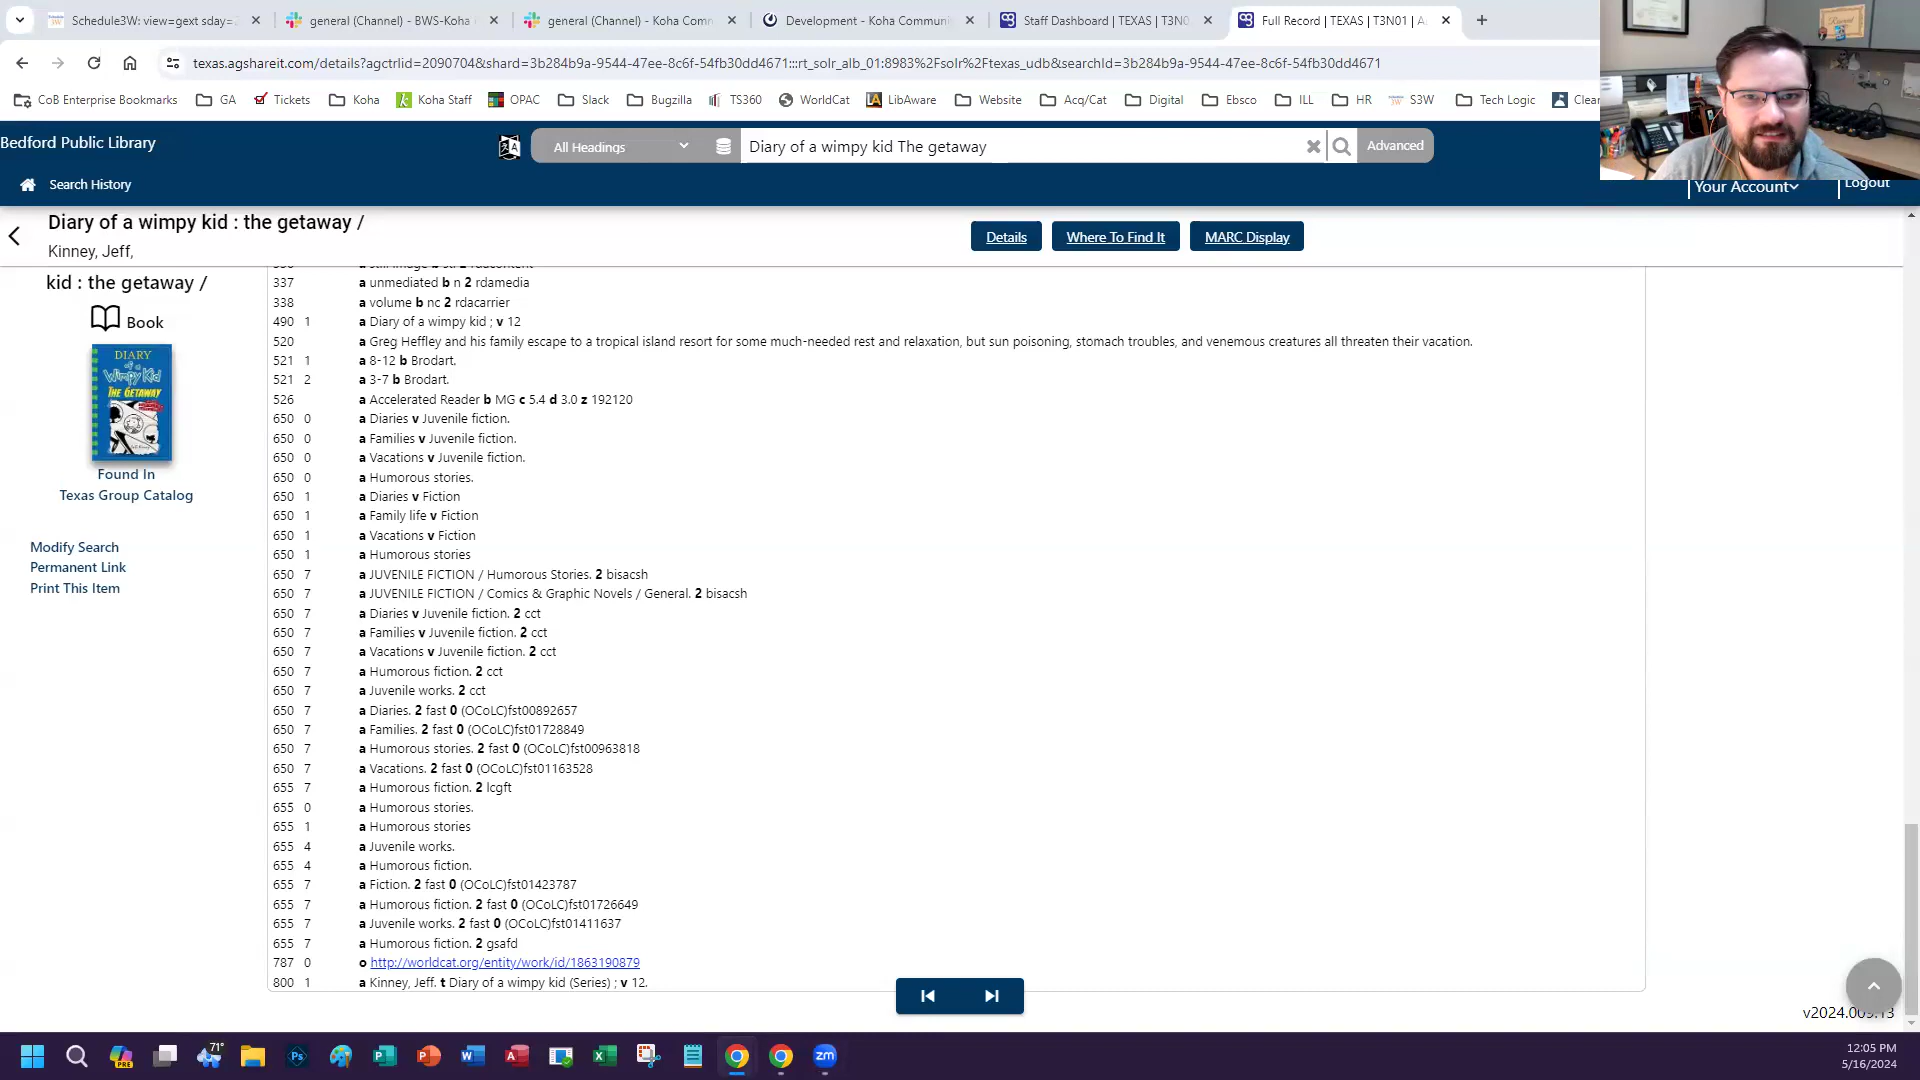 Schedule3W: view=gext sday=
general (Channel) - BWS-Koha
general (Channel) - Koha Comm
Development - Koha Communi
Staff Dashboard | TEXAS | T3N0
Full Record | TEXAS | T3N01 | A
texas.agshareit.com/details?agctrlid=2090704&shard=3b284b9a-9544-47ee-8c6f-54fb30dd4671:::rt_solr_alb_01:8983%2Fsolr%2Ftexas_udb&searchId=3b284b9a-9544-47ee-8c6f-54fb30dd4671
CoB Enterprise Bookmarks GA Tickets Koha Koha Staff OPAC Slack Bugzilla TS360 WorldCat LibAware Website Acq/Cat Digital Ebsco ILL HR S3W Tech Logic Clear
Bedford Public Library
All Headings
Diary of a wimpy kid The getaway
Advanced
Search History
Your Account
Logout
Diary of a wimpy kid : the getaway /
Kinney, Jeff,
Details
Where To Find It
MARC Display
kid : the getaway /
Book
DIARY
of a
Wimpy Kid
THE GETAWAY
Found In
Texas Group Catalog
Modify Search
Permanent Link
Print This Item
337 a unmediated b n 2 rdamedia
338 a volume b nc 2 rdacarrier
490 1 a Diary of a wimpy kid ; v 12
520 a Greg Heffley and his family escape to a tropical island resort for some much-needed rest and relaxation, but sun poisoning, stomach troubles, and venemous creatures all threaten their vacation.
521 1 a 8-12 b Brodart.
521 2 a 3-7 b Brodart.
526 a Accelerated Reader b MG c 5.4 d 3.0 z 192120
650 0 a Diaries v Juvenile fiction.
650 0 a Families v Juvenile fiction.
650 0 a Vacations v Juvenile fiction.
650 0 a Humorous stories.
650 1 a Diaries v Fiction
650 1 a Family life v Fiction
650 1 a Vacations v Fiction
650 1 a Humorous stories
650 7 a JUVENILE FICTION / Humorous Stories. 2 bisacsh
650 7 a JUVENILE FICTION / Comics & Graphic Novels / General. 2 bisacsh
650 7 a Diaries v Juvenile fiction. 2 cct
650 7 a Families v Juvenile fiction. 2 cct
650 7 a Vacations v Juvenile fiction. 2 cct
650 7 a Humorous fiction. 2 cct
650 7 a Juvenile works. 2 cct
650 7 a Diaries. 2 fast 0 (OCoLC)fst00892657
650 7 a Families. 2 fast 0 (OCoLC)fst01728849
650 7 a Humorous stories. 2 fast 0 (OCoLC)fst00963818
650 7 a Vacations. 2 fast 0 (OCoLC)fst01163528
655 7 a Humorous fiction. 2 lcgft
655 0 a Humorous stories.
655 1 a Humorous stories
655 4 a Juvenile works.
655 4 a Humorous fiction.
655 7 a Fiction. 2 fast 0 (OCoLC)fst01423787
655 7 a Humorous fiction. 2 fast 0 (OCoLC)fst01726649
655 7 a Juvenile works. 2 fast 0 (OCoLC)fst01411637
655 7 a Humorous fiction. 2 gsafd
787 0 o http://worldcat.org/entity/work/id/1863190879
800 1 a Kinney, Jeff. t Diary of a wimpy kid (Series) ; v 12.
71°
zm
12:05 PM
5/16/2024